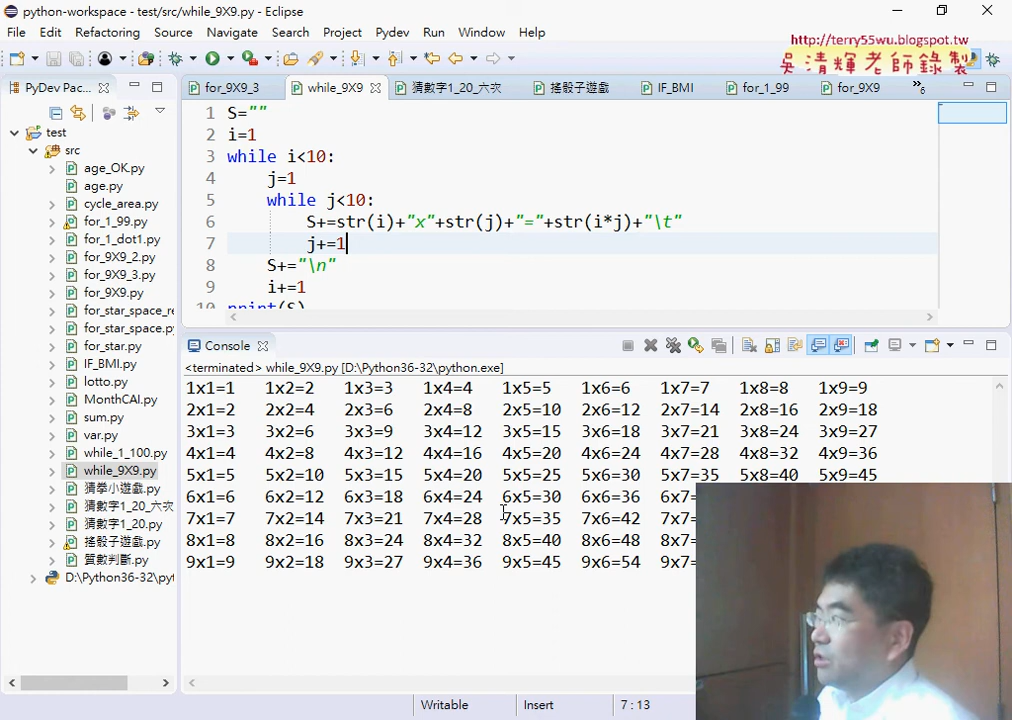 python-workspace - test/src/while_9X9.py - Eclipse
File Edit Refactoring Source Navigate Search Project Pydev Run Window Help
http://terry55wu.blogspot.tw
吳清輝老師錄製
PyDev Pac...
for_9X9_3
while_9X9
猜數字1_20_六次
搖骰子遊戲
IF_BMI
for_1_99
for_9X9
»6
test
src
age_OK.py
age.py
cycle_area.py
for_1_99.py
for_1_dot1.py
for_9X9_2.py
for_9X9_3.py
for_9X9.py
for_star_space_re
for_star_space.py
for_star.py
IF_BMI.py
lotto.py
MonthCAI.py
sum.py
var.py
while_1_100.py
while_9X9.py
猜拳小遊戲.py
猜數字1_20_六次
猜數字1_20.py
搖骰子遊戲.py
質數判斷.py
D:\Python36-32\pyt
1 S=""
2 i=1
3 while i<10:
4 j=1
5 while j<10:
6 S+=str(i)+"x"+str(j)+"="+str(i*j)+"\t"
7 j+=1
8 S+="\n"
9 i+=1
10 print(S)
Console
<terminated> while_9X9.py [D:\Python36-32\python.exe]
1x1=1 1x2=2 1x3=3 1x4=4 1x5=5 1x6=6 1x7=7 1x8=8 1x9=9
2x1=2 2x2=4 2x3=6 2x4=8 2x5=10 2x6=12 2x7=14 2x8=16 2x9=18
3x1=3 3x2=6 3x3=9 3x4=12 3x5=15 3x6=18 3x7=21 3x8=24 3x9=27
4x1=4 4x2=8 4x3=12 4x4=16 4x5=20 4x6=24 4x7=28 4x8=32 4x9=36
5x1=5 5x2=10 5x3=15 5x4=20 5x5=25 5x6=30 5x7=35 5x8=40 5x9=45
6x1=6 6x2=12 6x3=18 6x4=24 6x5=30 6x6=36 6x7=
7x1=7 7x2=14 7x3=21 7x4=28 7x5=35 7x6=42 7x7=
8x1=8 8x2=16 8x3=24 8x4=32 8x5=40 8x6=48 8x7=
9x1=9 9x2=18 9x3=27 9x4=36 9x5=45 9x6=54 9x7=
Writable Insert 7 : 13